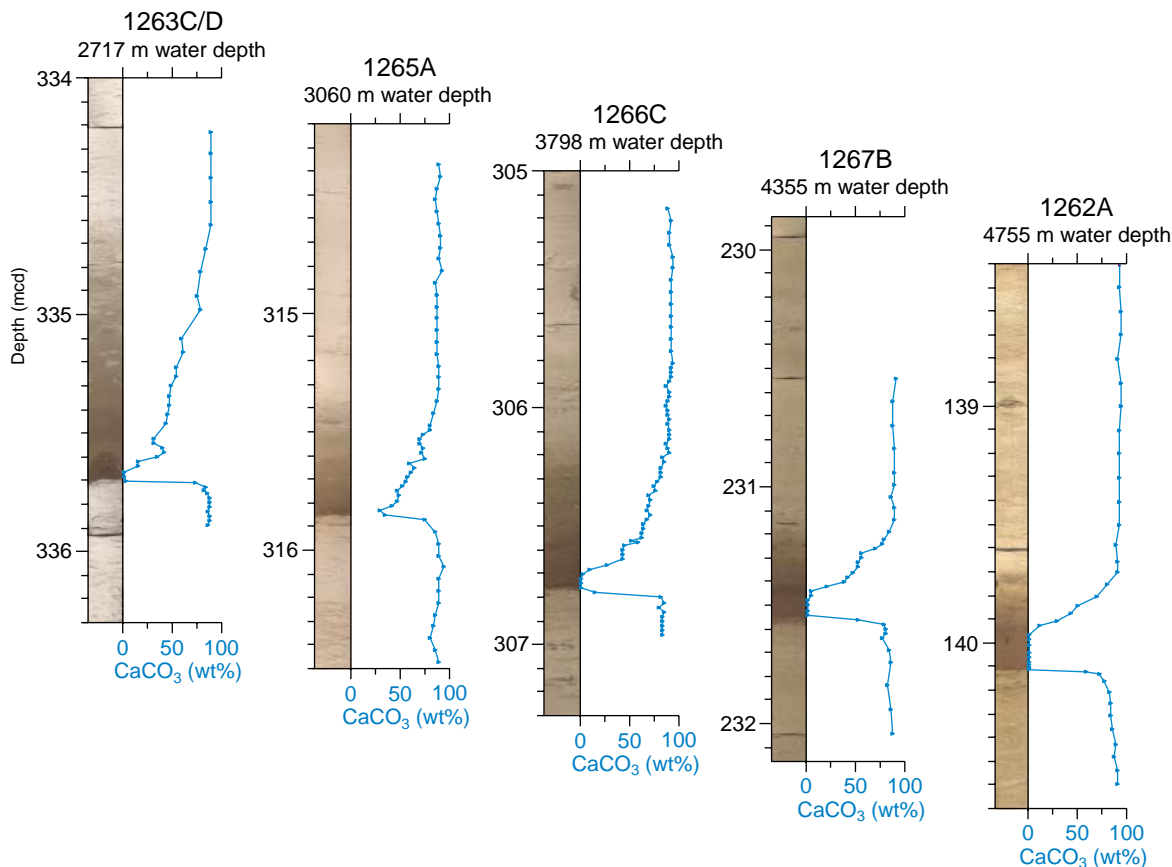 1263C/D
2717 m water depth
334
335
336
Depth (mcd)
0 50 100
CaCO3 (wt%)
1265A
3060 m water depth
315
316
0 50 100
CaCO3 (wt%)
1266C
3798 m water depth
305
306
307
0 50 100
CaCO3 (wt%)
1267B
4355 m water depth
230
231
232
0 50 100
CaCO3 (wt%)
1262A
4755 m water depth
139
140
0 50 100
CaCO3 (wt%)